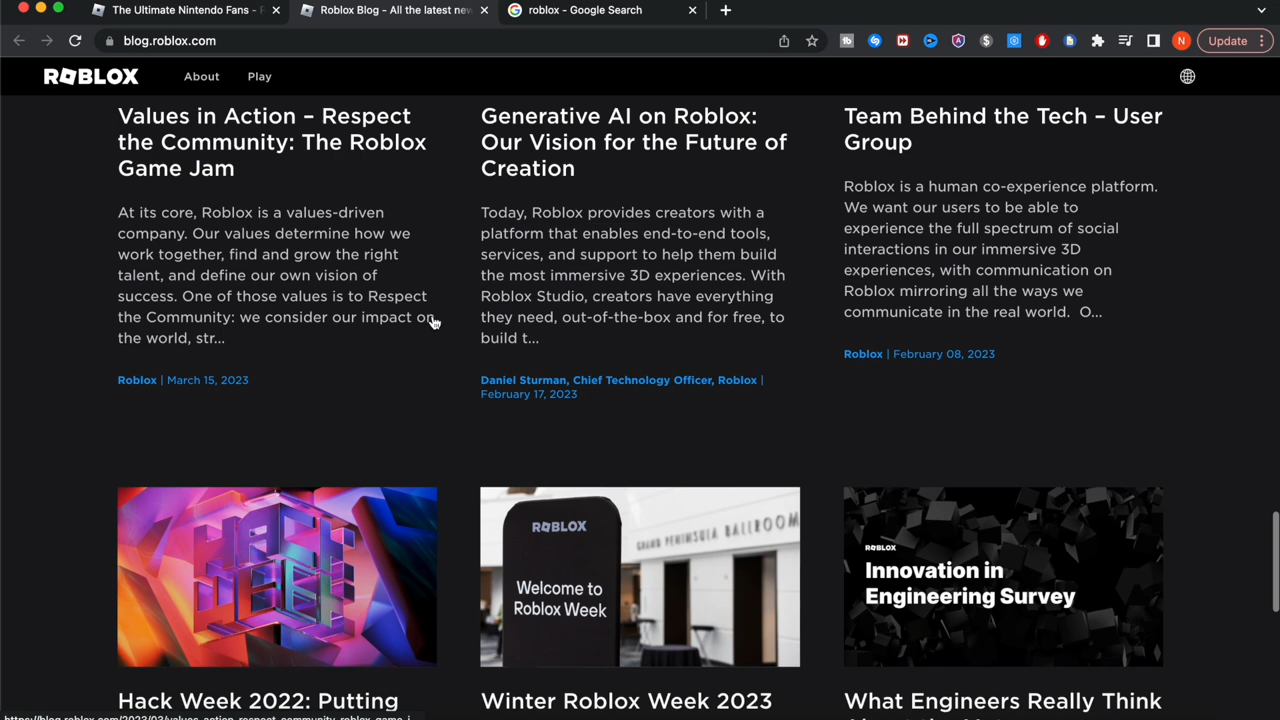 The Ultimate Nintendo Fans -
Roblox Blog - All the latest new
roblox - Google Search
blog.roblox.com
N
Update
ROBLOX
About
Play
Values in Action – Respect
the Community: The Roblox
Game Jam
At its core, Roblox is a values-driven
company. Our values determine how we
work together, find and grow the right
talent, and define our own vision of
success. One of those values is to Respect
the Community: we consider our impact on
the world, str...
Roblox | March 15, 2023
Generative AI on Roblox:
Our Vision for the Future of
Creation
Today, Roblox provides creators with a
platform that enables end-to-end tools,
services, and support to help them build
the most immersive 3D experiences. With
Roblox Studio, creators have everything
they need, out-of-the-box and for free, to
build t...
Daniel Sturman, Chief Technology Officer, Roblox |
February 17, 2023
Team Behind the Tech – User
Group
Roblox is a human co-experience platform.
We want our users to be able to
experience the full spectrum of social
interactions in our immersive 3D
experiences, with communication on
Roblox mirroring all the ways we
communicate in the real world. O...
Roblox | February 08, 2023
HACK
WEEK
Hack Week 2022: Putting
ROBLOX
Welcome to
Roblox Week
GRAND PENINSULA BALLROOM
Winter Roblox Week 2023
ROBLOX
Innovation in
Engineering Survey
What Engineers Really Think